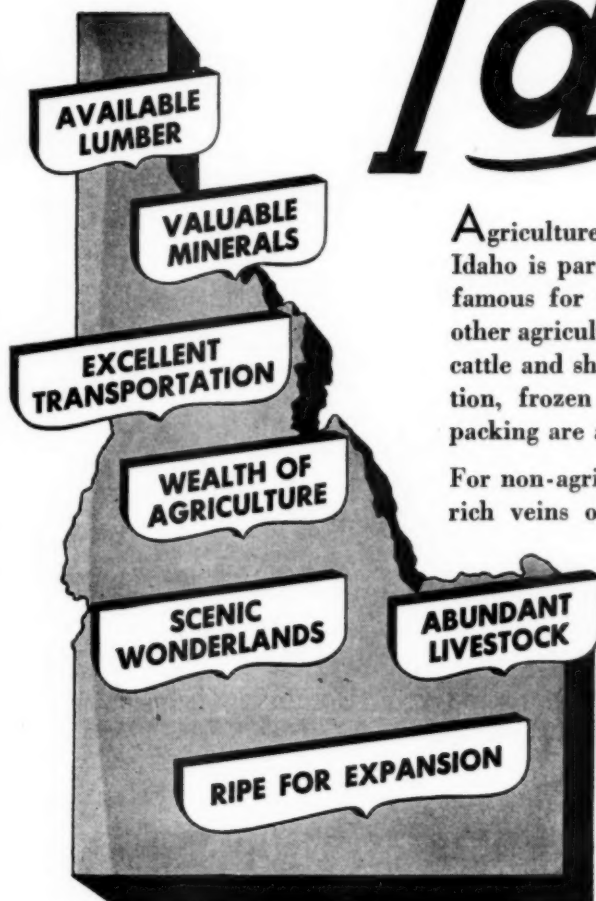 AVAILABLE
LUMBER
VALUABLE
MINERALS
EXCELLENT
TRANSPORTATION
WEALTH OF
AGRICULTURE
SCENIC
WONDERLANDS
ABUNDANT
LIVESTOCK
RIPE FOR EXPANSION
Agriculture
Idaho is par
famous for
other agricul
cattle and sh
tion, frozen
packing are
For non-agri
rich veins